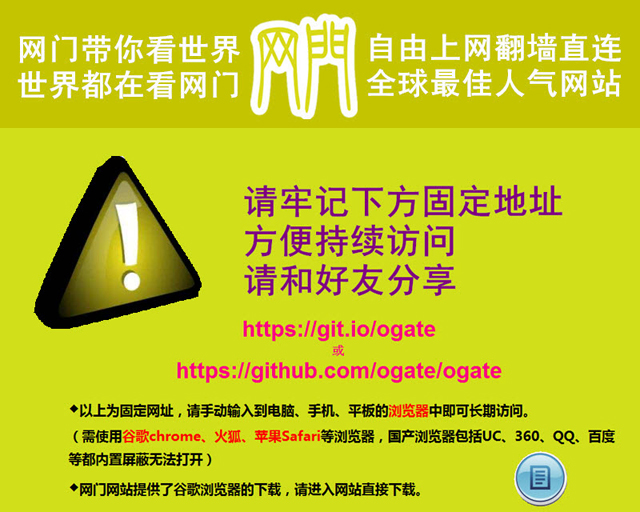 网门带你看世界
世界都在看网门
网门
自由上网翻墙直连
全球最佳人气网站
请牢记下方固定地址
方便持续访问
请和好友分享
https://git.io/ogate
或
https://github.com/ogate/ogate
◆以上为固定网址，请手动输入到电脑、手机、平板的浏览器中即可长期访问。
（需使用谷歌chrome、火狐、苹果Safari等浏览器，国产浏览器包括UC、360、QQ、百度
等都内置屏蔽无法打开）
◆网门网站提供了谷歌浏览器的下载，请进入网站直接下载。